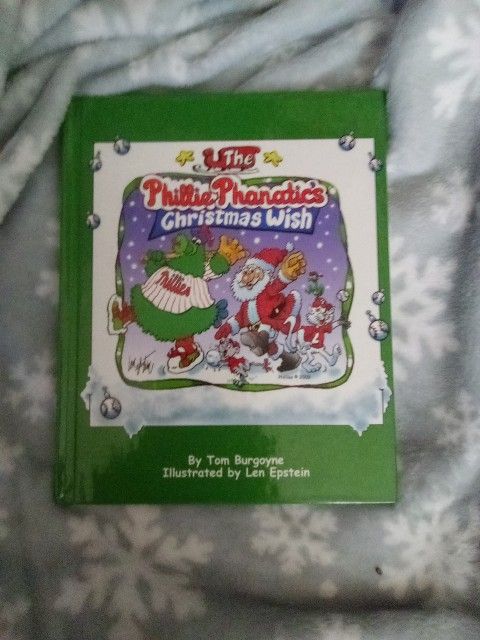 The
Phillie Phanatic's
Christmas Wish
Phillies
By Tom Burgoyne
Illustrated by Len Epstein